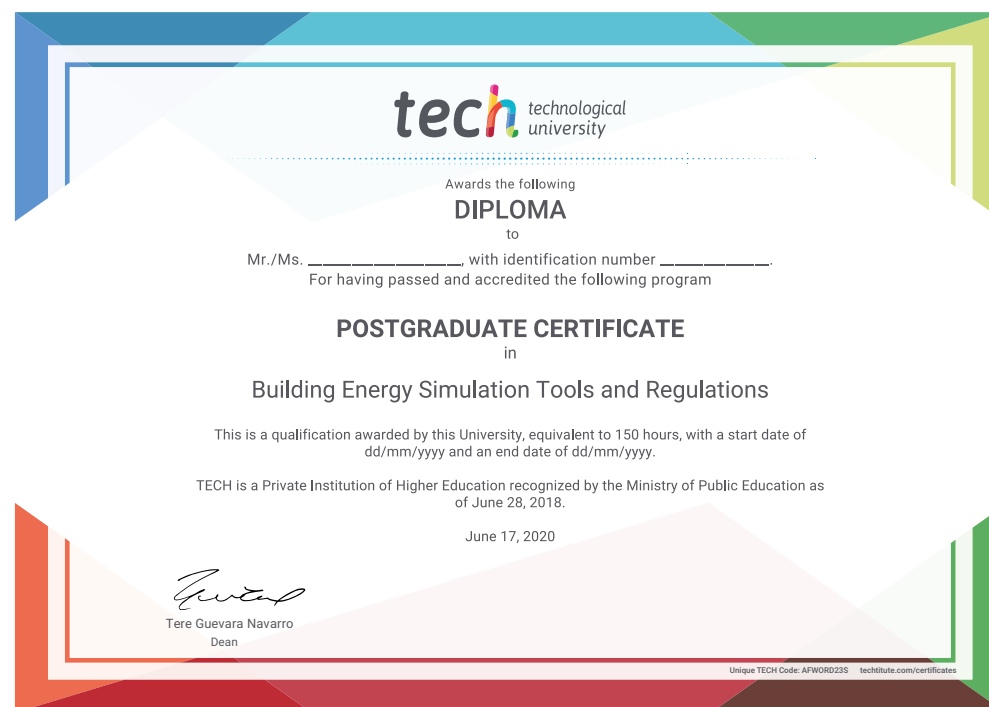 tech technological
university
Awards the following
DIPLOMA
to
Mr./Ms. ____________________, with identification number ______________.
For having passed and accredited the following program
POSTGRADUATE CERTIFICATE
in
Building Energy Simulation Tools and Regulations
This is a qualification awarded by this University, equivalent to 150 hours, with a start date of
dd/mm/yyyy and an end date of dd/mm/yyyy.
TECH is a Private Institution of Higher Education recognized by the Ministry of Public Education as
of June 28, 2018.
June 17, 2020
Tere Guevara Navarro
Dean
Unique TECH Code: AFWORD23S techtitute.com/certificates